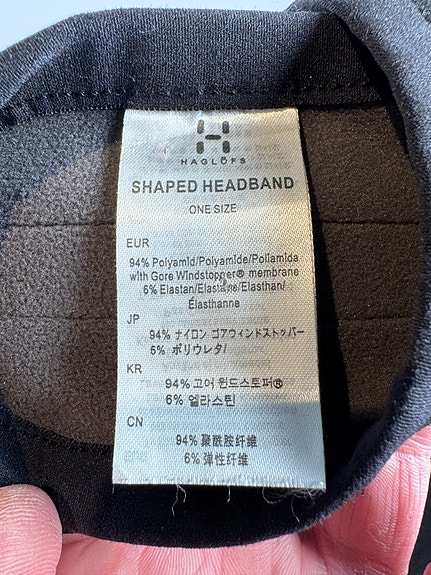 HAGLÖFS
SHAPED HEADBAND
ONE SIZE
EUR
94% Polyamid/Polyamide/Poliamida
with Gore Windstopper® membrane
6% Elastan/Elastane/Elasthan/
Élasthanne
JP
94% ナイロン ゴアウィンドストッパー
6% ポリウレタ/
KR
94% 고어 윈드스토퍼®
6% 엘라스틴
CN
94% 聚酰胺纤维
6% 弹性纤维